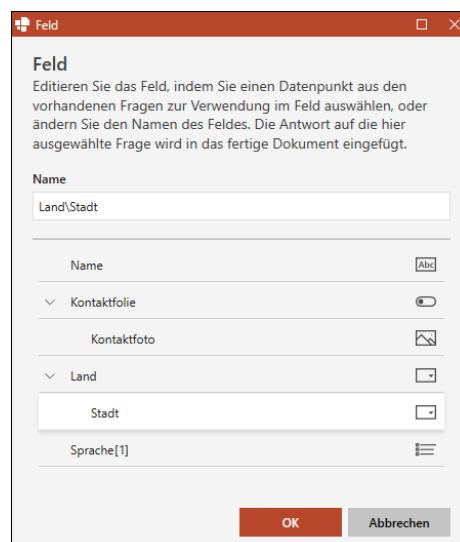 Feld
Feld
Editieren Sie das Feld, indem Sie einen Datenpunkt aus den
vorhandenen Fragen zur Verwendung im Feld auswählen, oder
ändern Sie den Namen des Feldes. Die Antwort auf die hier
ausgewählte Frage wird in das fertige Dokument eingefügt.
Name
Land\Stadt
Name Abc
Kontaktfolie
Kontaktfoto
Land
Stadt
Sprache[1]
OK Abbrechen